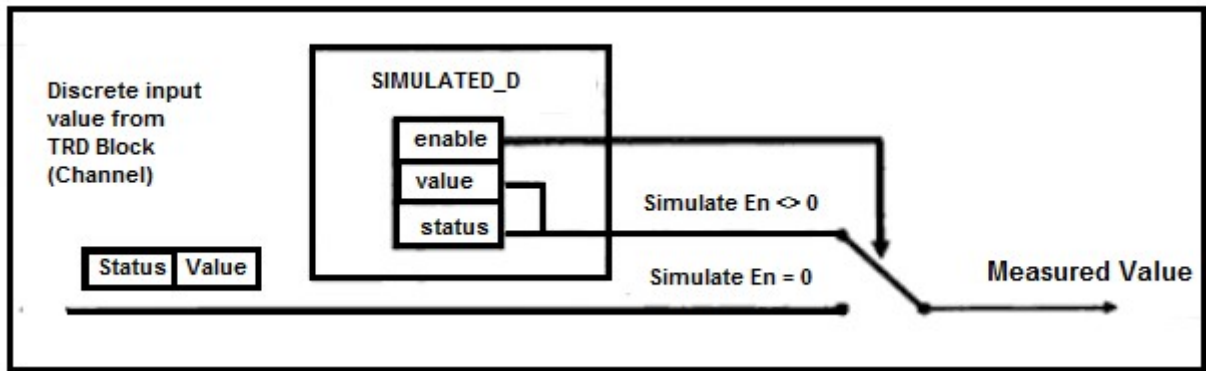 Discrete input
value from
TRD Block
(Channel)
SIMULATED_D
enable
value
status
Status Value
Simulate En <> 0
Simulate En = 0
Measured Value